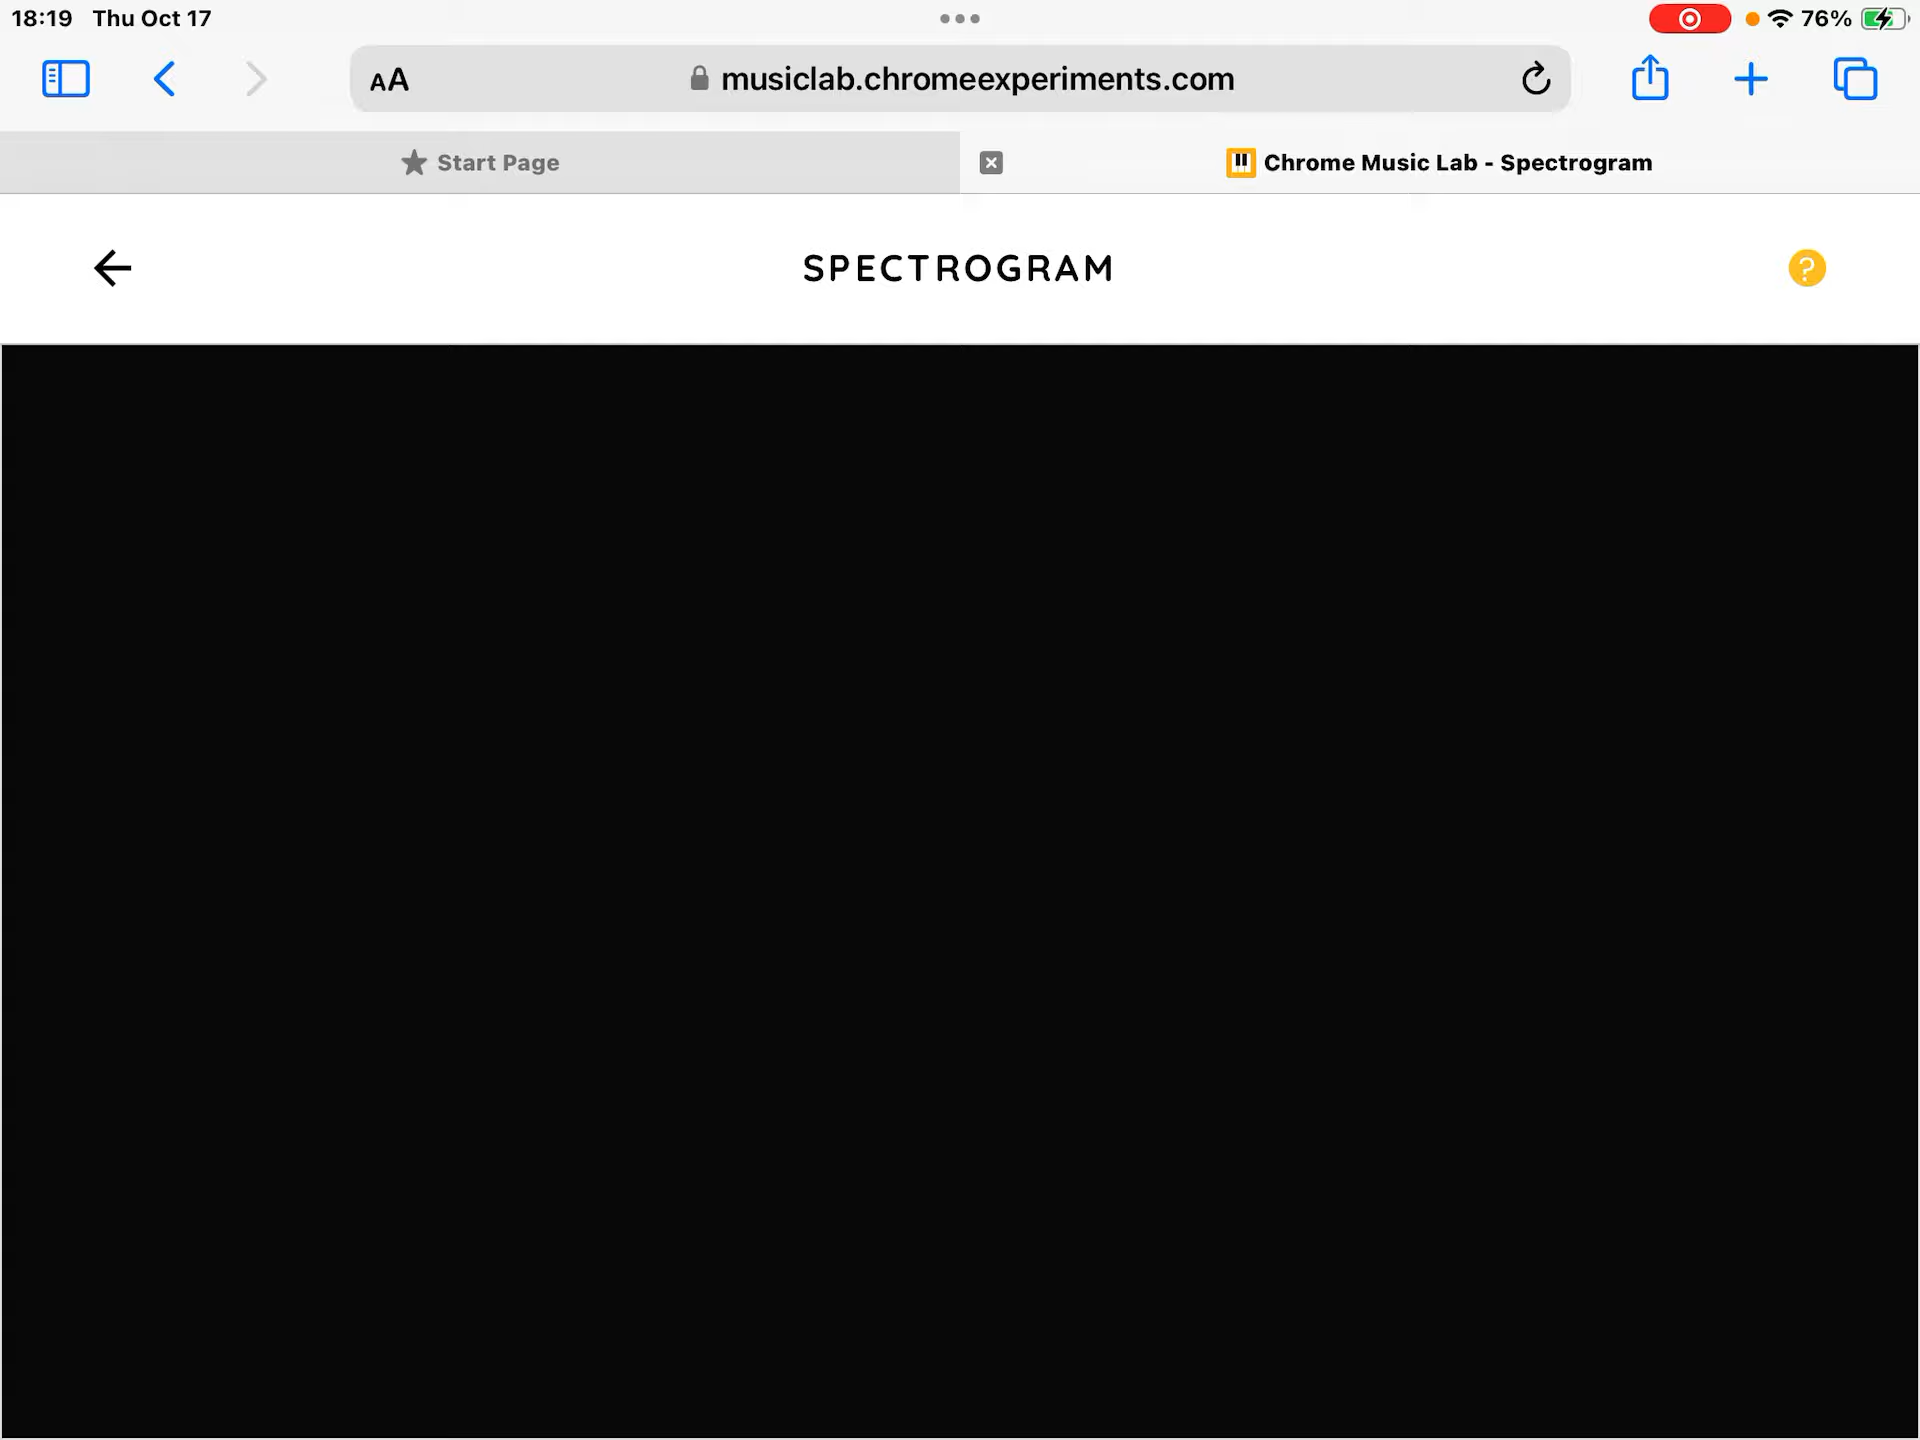 18:19 Thu Oct 17
76%
AA
musiclab.chromeexperiments.com
Start Page
Chrome Music Lab - Spectrogram
SPECTROGRAM
?